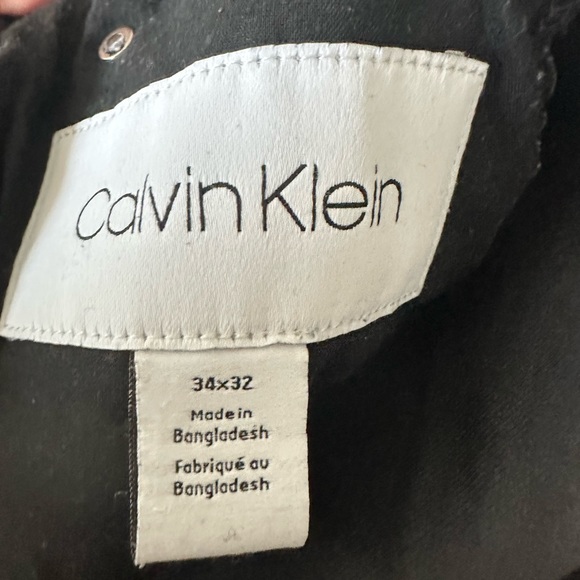 Calvin Klein
34x32
Made in
Bangladesh
Fabriqué au
Bangladesh